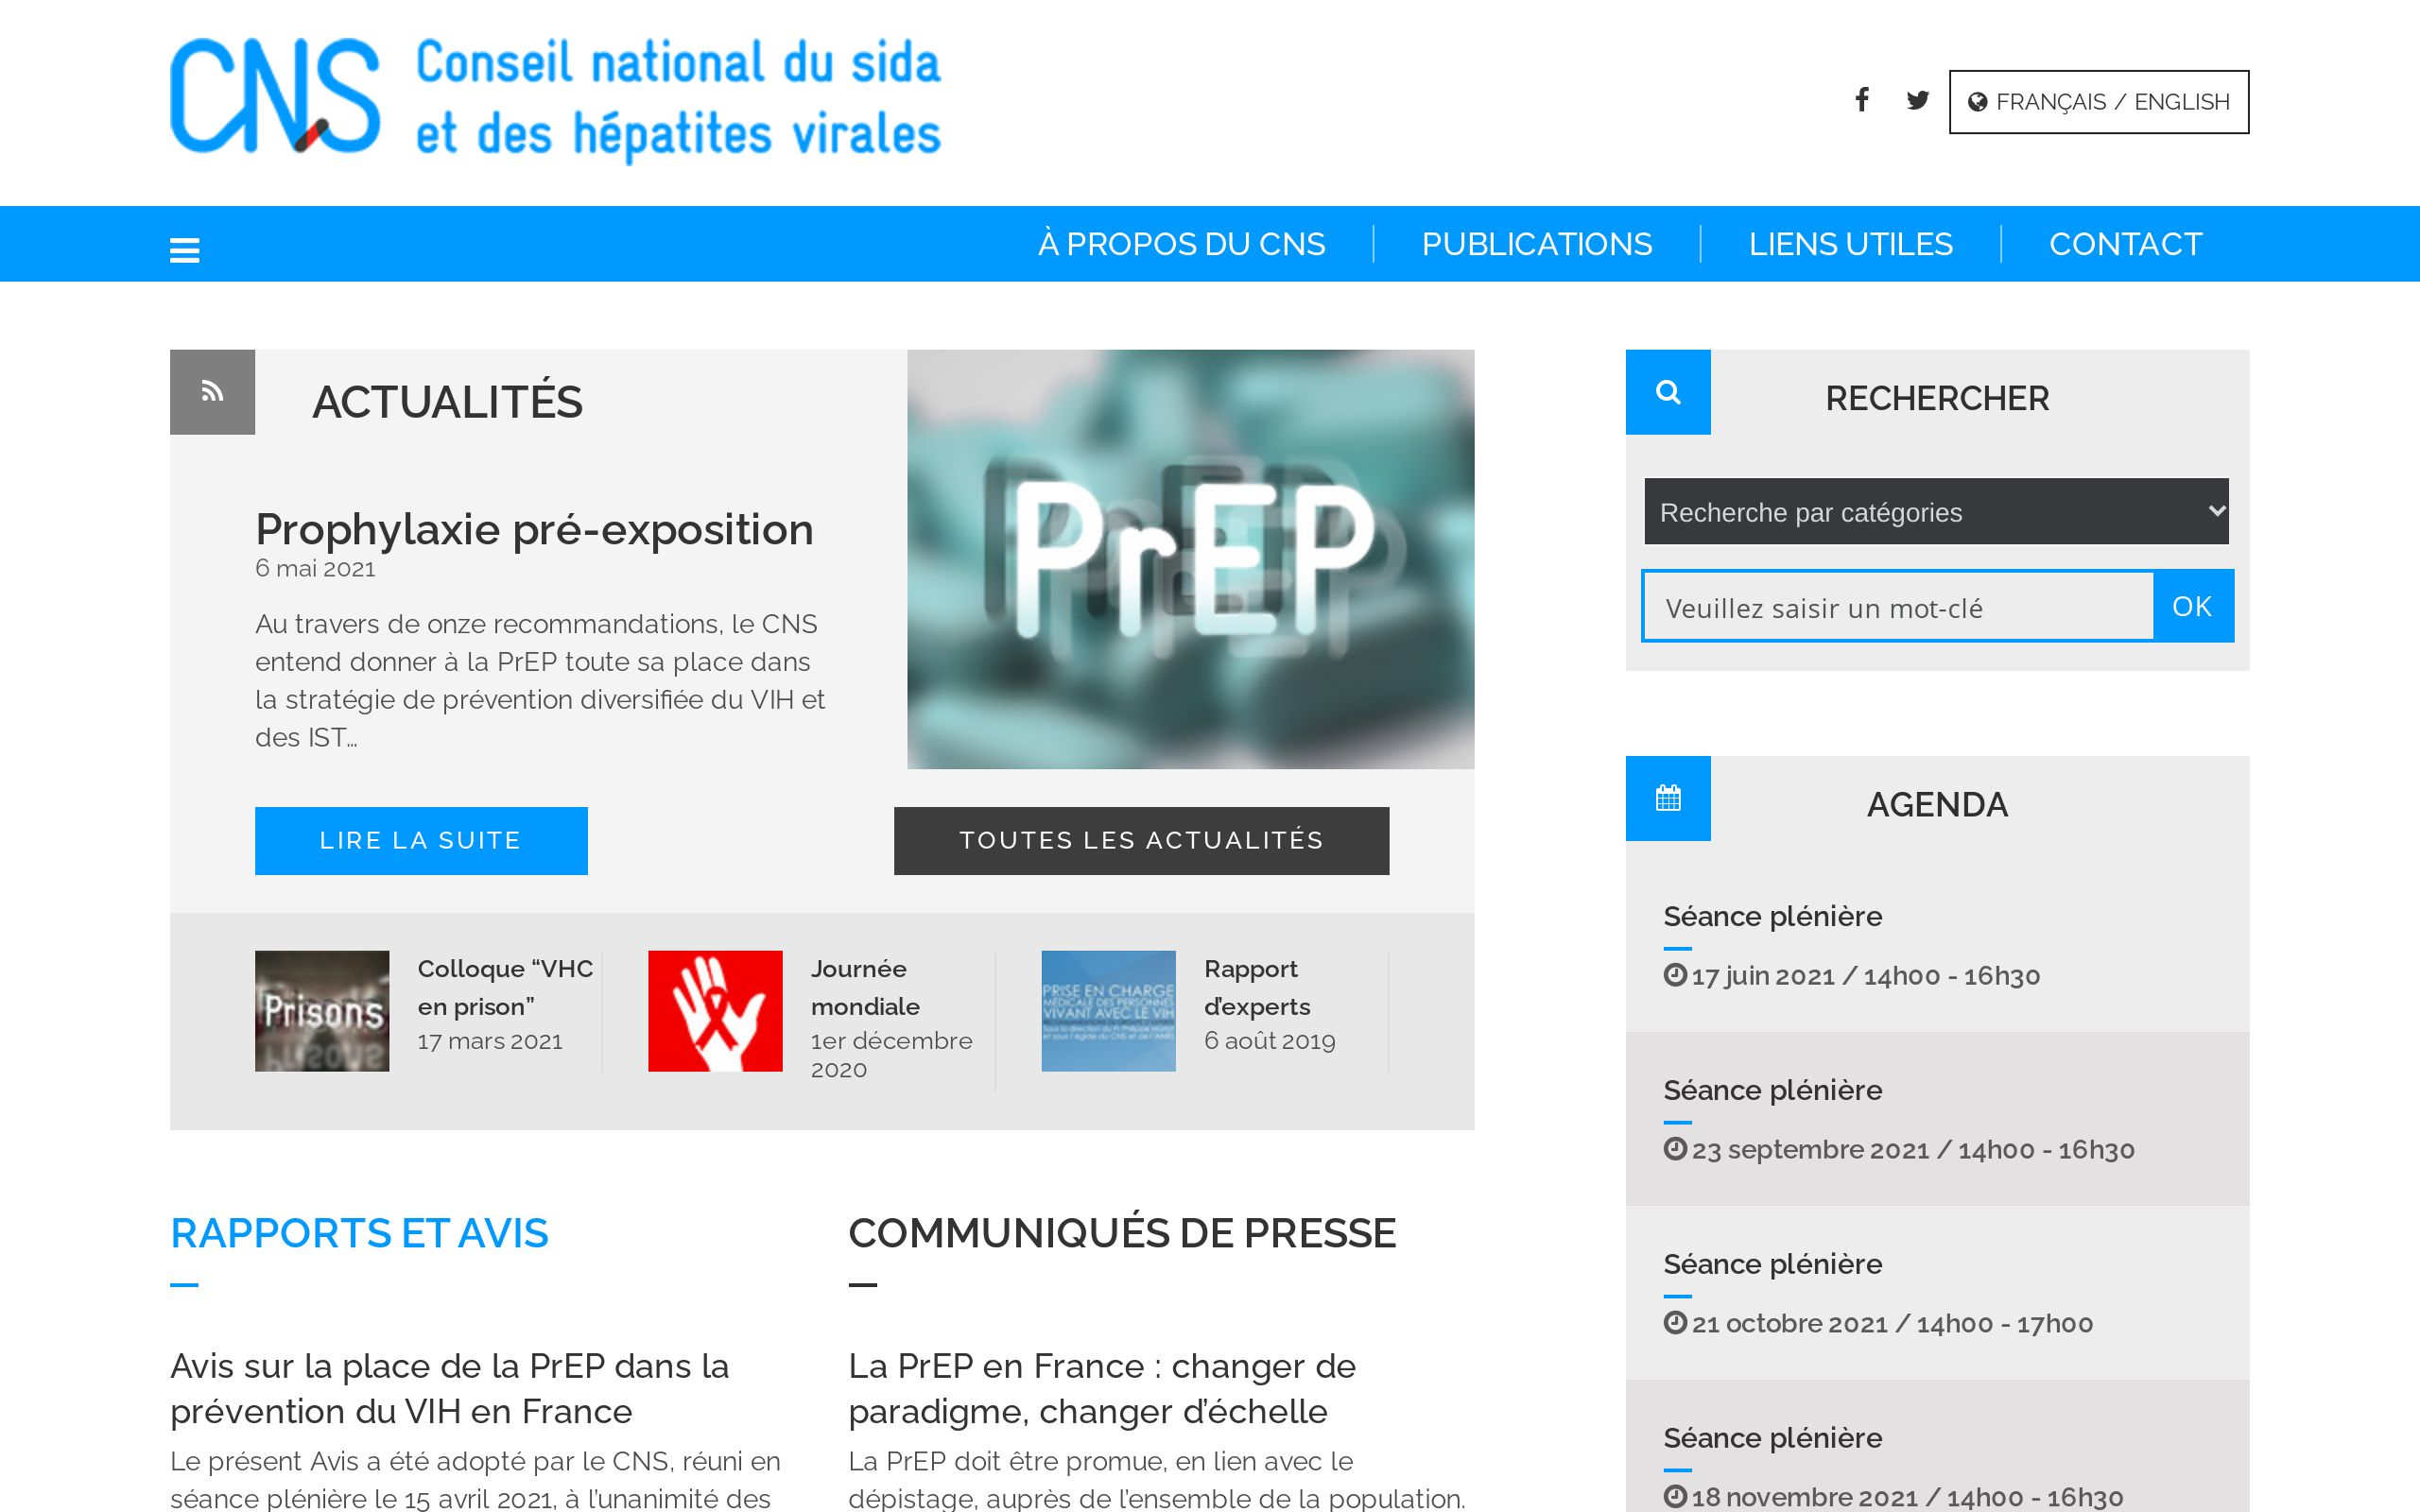 CNS
Conseil national du sida
et des hépatites virales
FRANÇAIS / ENGLISH
À PROPOS DU CNS
PUBLICATIONS
LIENS UTILES
CONTACT
ACTUALITÉS
Prophylaxie pré-exposition
6 mai 2021
Au travers de onze recommandations, le CNS
entend donner à la PrEP toute sa place dans
la stratégie de prévention diversifiée du VIH et
des IST…
PrEP
LIRE LA SUITE
TOUTES LES ACTUALITÉS
Prisons
Colloque “VHC
en prison”
17 mars 2021
Journée
mondiale
1er décembre
2020
PRISE EN CHARGE
MÉDICALE DES PERSONNES
VIVANT AVEC LE VIH
Rapport
d’experts
6 août 2019
RAPPORTS ET AVIS
Avis sur la place de la PrEP dans la
prévention du VIH en France
Le présent Avis a été adopté par le CNS, réuni en
séance plénière le 15 avril 2021, à l’unanimité des
COMMUNIQUÉS DE PRESSE
La PrEP en France : changer de
paradigme, changer d’échelle
La PrEP doit être promue, en lien avec le
dépistage, auprès de l’ensemble de la population.
RECHERCHER
Recherche par catégories
Veuillez saisir un mot-clé
OK
AGENDA
Séance plénière
17 juin 2021 / 14h00 - 16h30
Séance plénière
23 septembre 2021 / 14h00 - 16h30
Séance plénière
21 octobre 2021 / 14h00 - 17h00
Séance plénière
18 novembre 2021 / 14h00 - 16h30